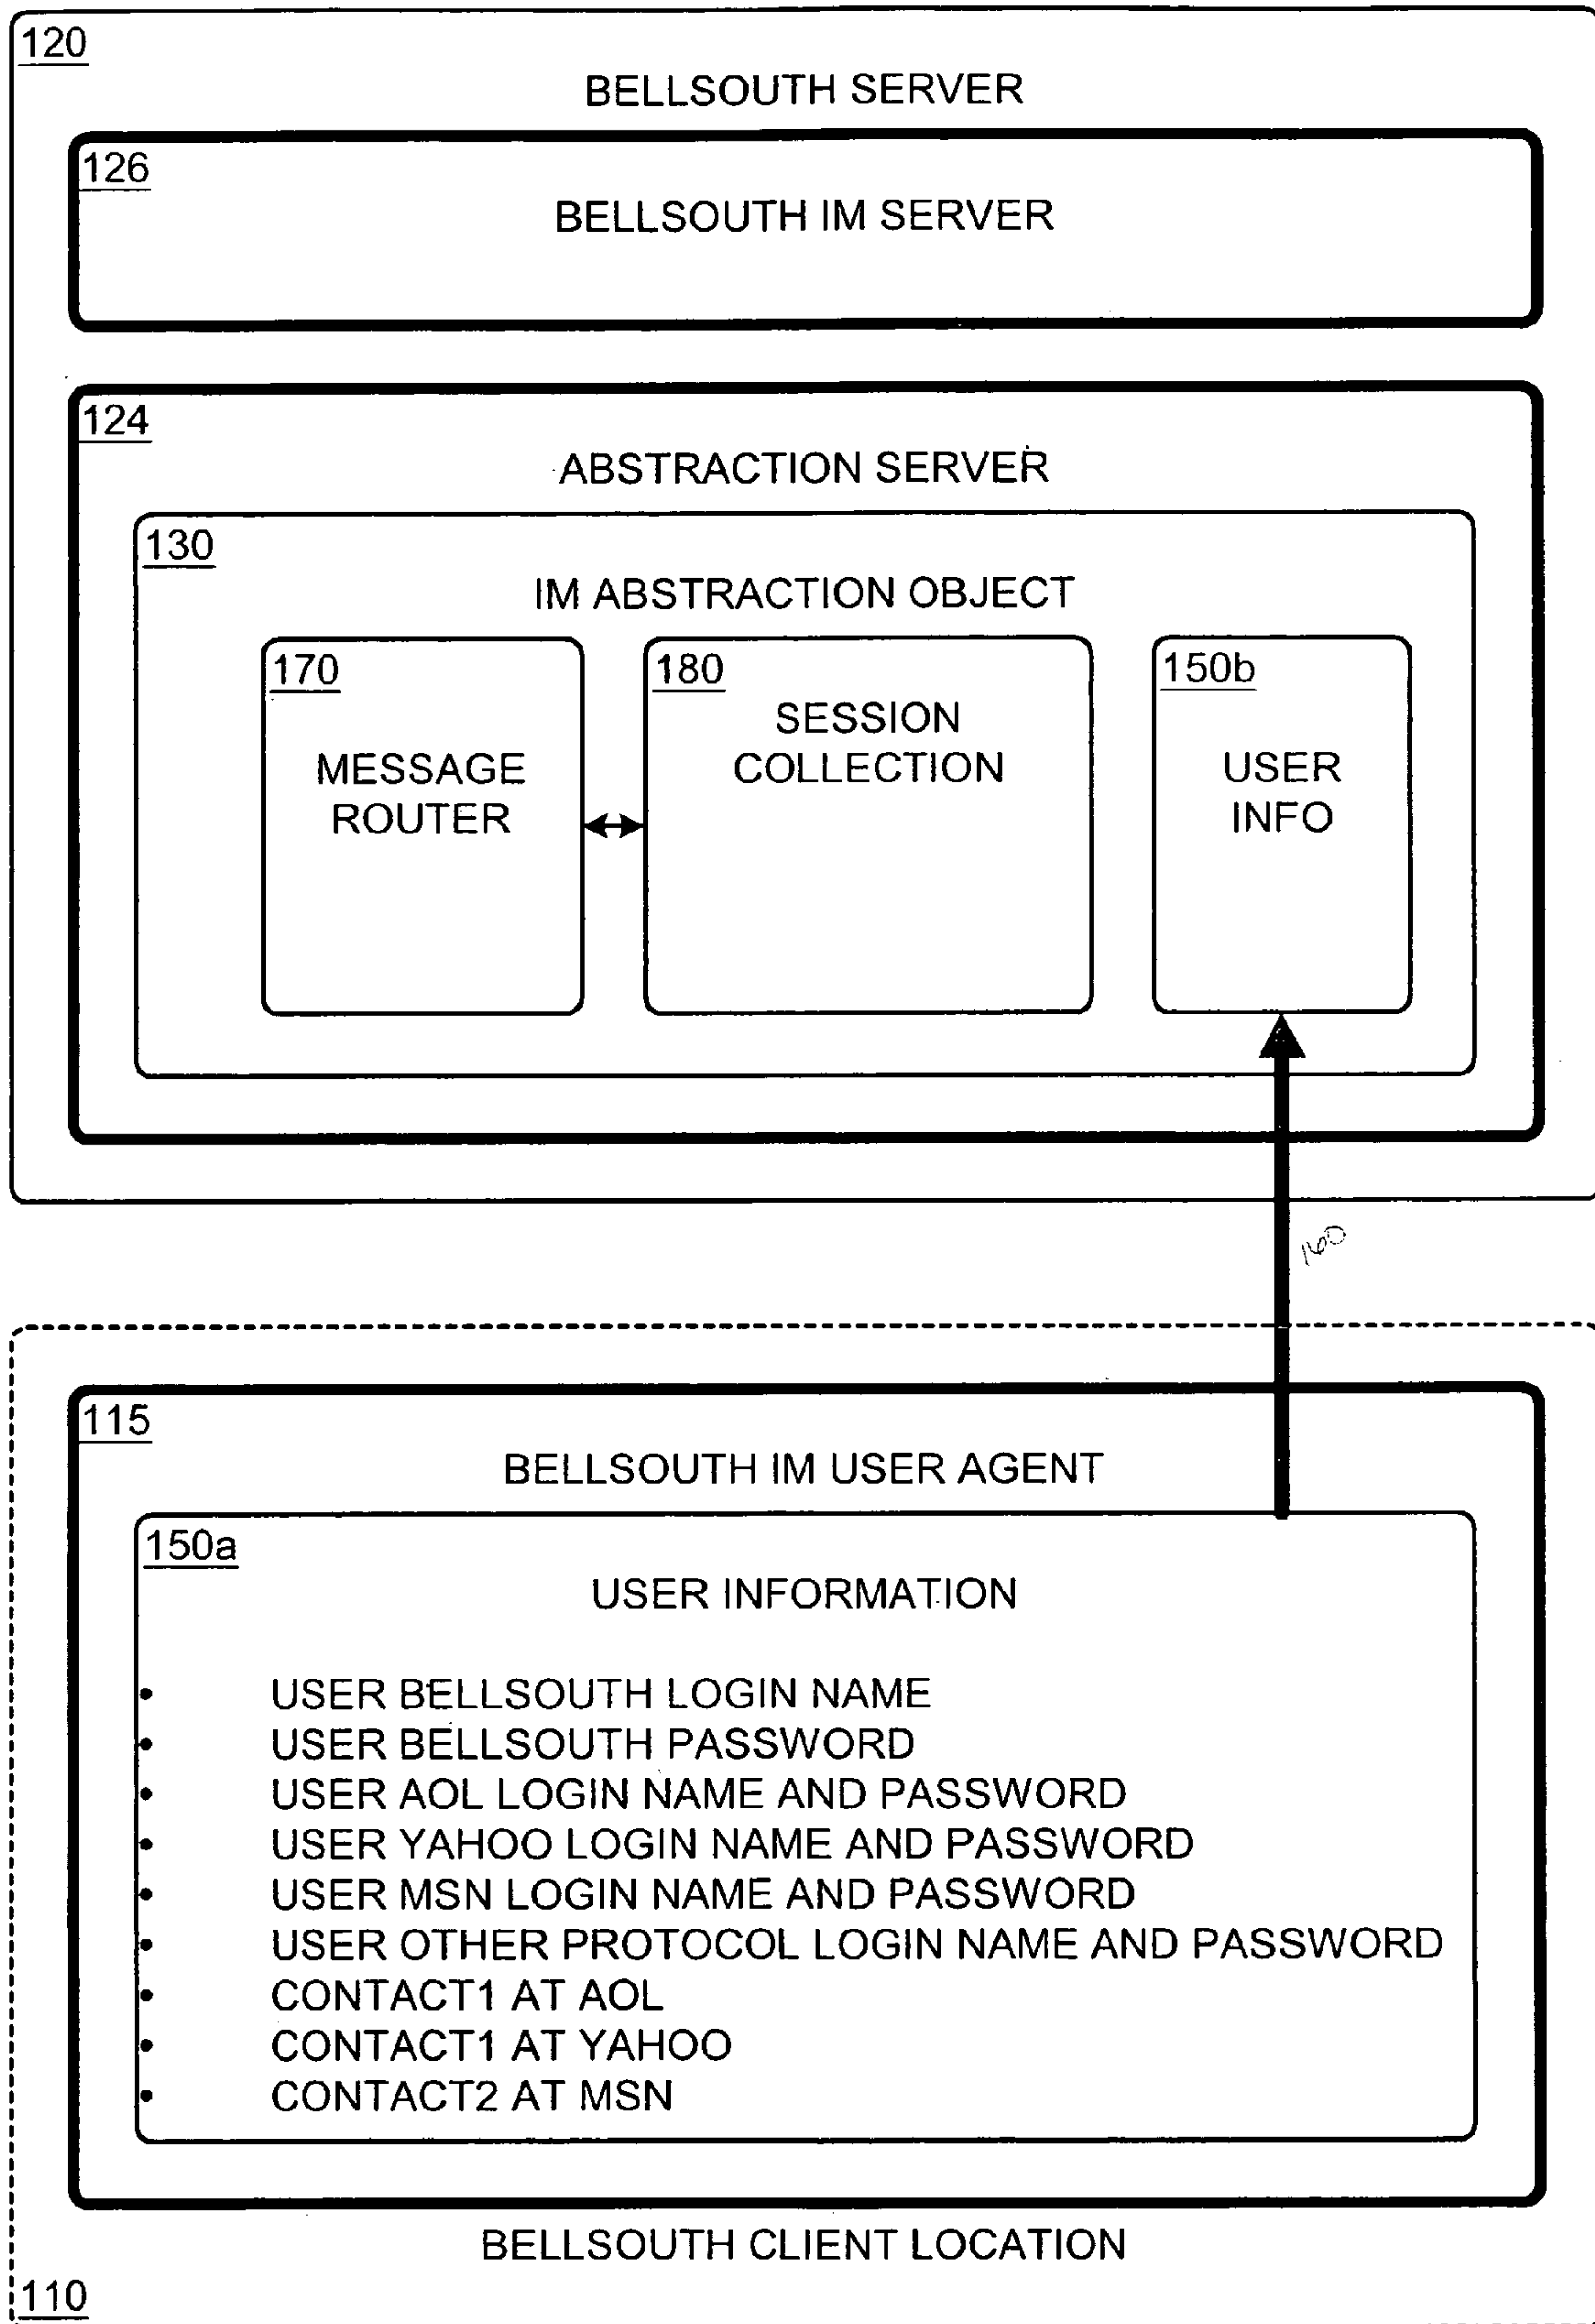 120
BELLSOUTH SERVER
126
BELLSOUTH IM SERVER
124
ABSTRACTION SERVER
130
IM ABSTRACTION OBJECT
170
MESSAGE
ROUTER
180
SESSION
COLLECTION
150b
USER
INFO
160
115
BELLSOUTH IM USER AGENT
150a
USER INFORMATION
• USER BELLSOUTH LOGIN NAME
• USER BELLSOUTH PASSWORD
• USER AOL LOGIN NAME AND PASSWORD
• USER YAHOO LOGIN NAME AND PASSWORD
• USER MSN LOGIN NAME AND PASSWORD
• USER OTHER PROTOCOL LOGIN NAME AND PASSWORD
• CONTACT1 AT AOL
• CONTACT1 AT YAHOO
• CONTACT2 AT MSN
BELLSOUTH CLIENT LOCATION
110